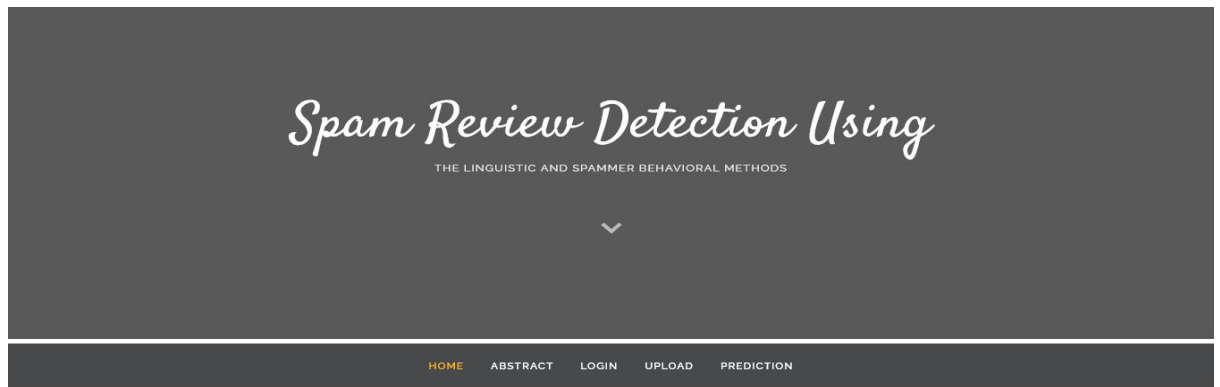 Spam Review Detection Using
THE LINGUISTIC AND SPAMMER BEHAVIORAL METHODS
HOME ABSTRACT LOGIN UPLOAD PREDICTION